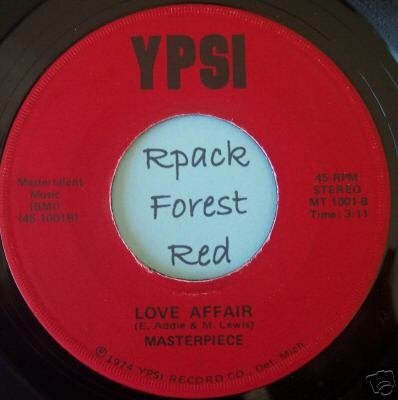 YPSI
Mastertalent
Music
(BMI)
(46-1001B)
Rpack
Forest
Red
45 RPM
STEREO
MT 1001-B
Time: 3:11
LOVE AFFAIR
(E. Addie & M. Lewis)
MASTERPIECE
© 1974 YPSI RECORD CO., Det. Mich.